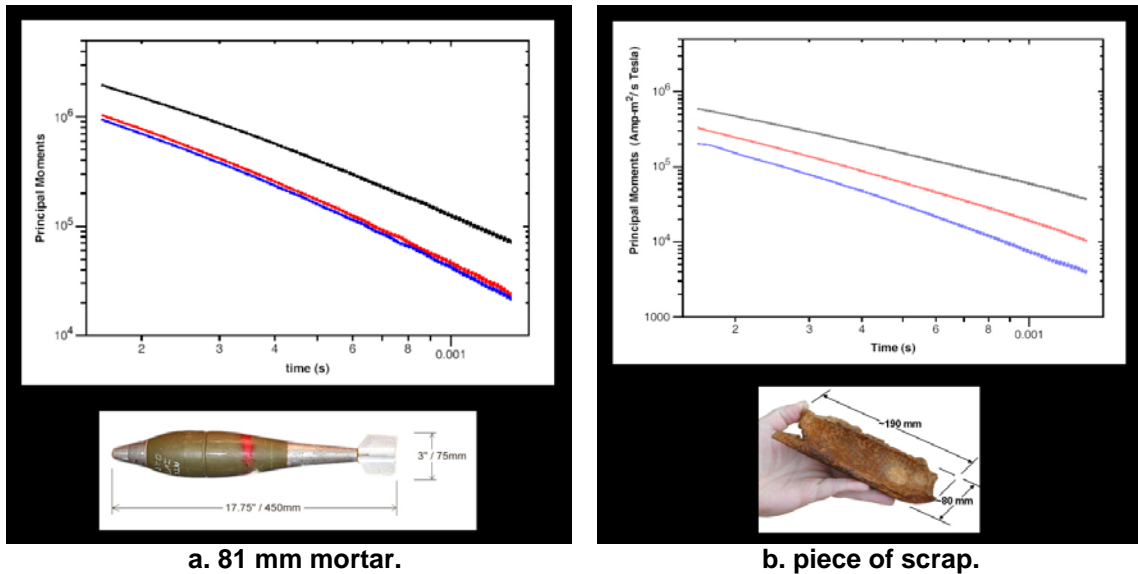 10^6
10^5
10^4
Principal Moments
2
3
4
6
8
0.001
time (s)
3" / 75mm
17.75" / 450mm
a. 81 mm mortar.
10^6
10^5
10^4
1000
Principal Moments (Amp-m²/ s Tesla)
2
3
4
6
8
0.001
Time (s)
~190 mm
~80 mm
b. piece of scrap.